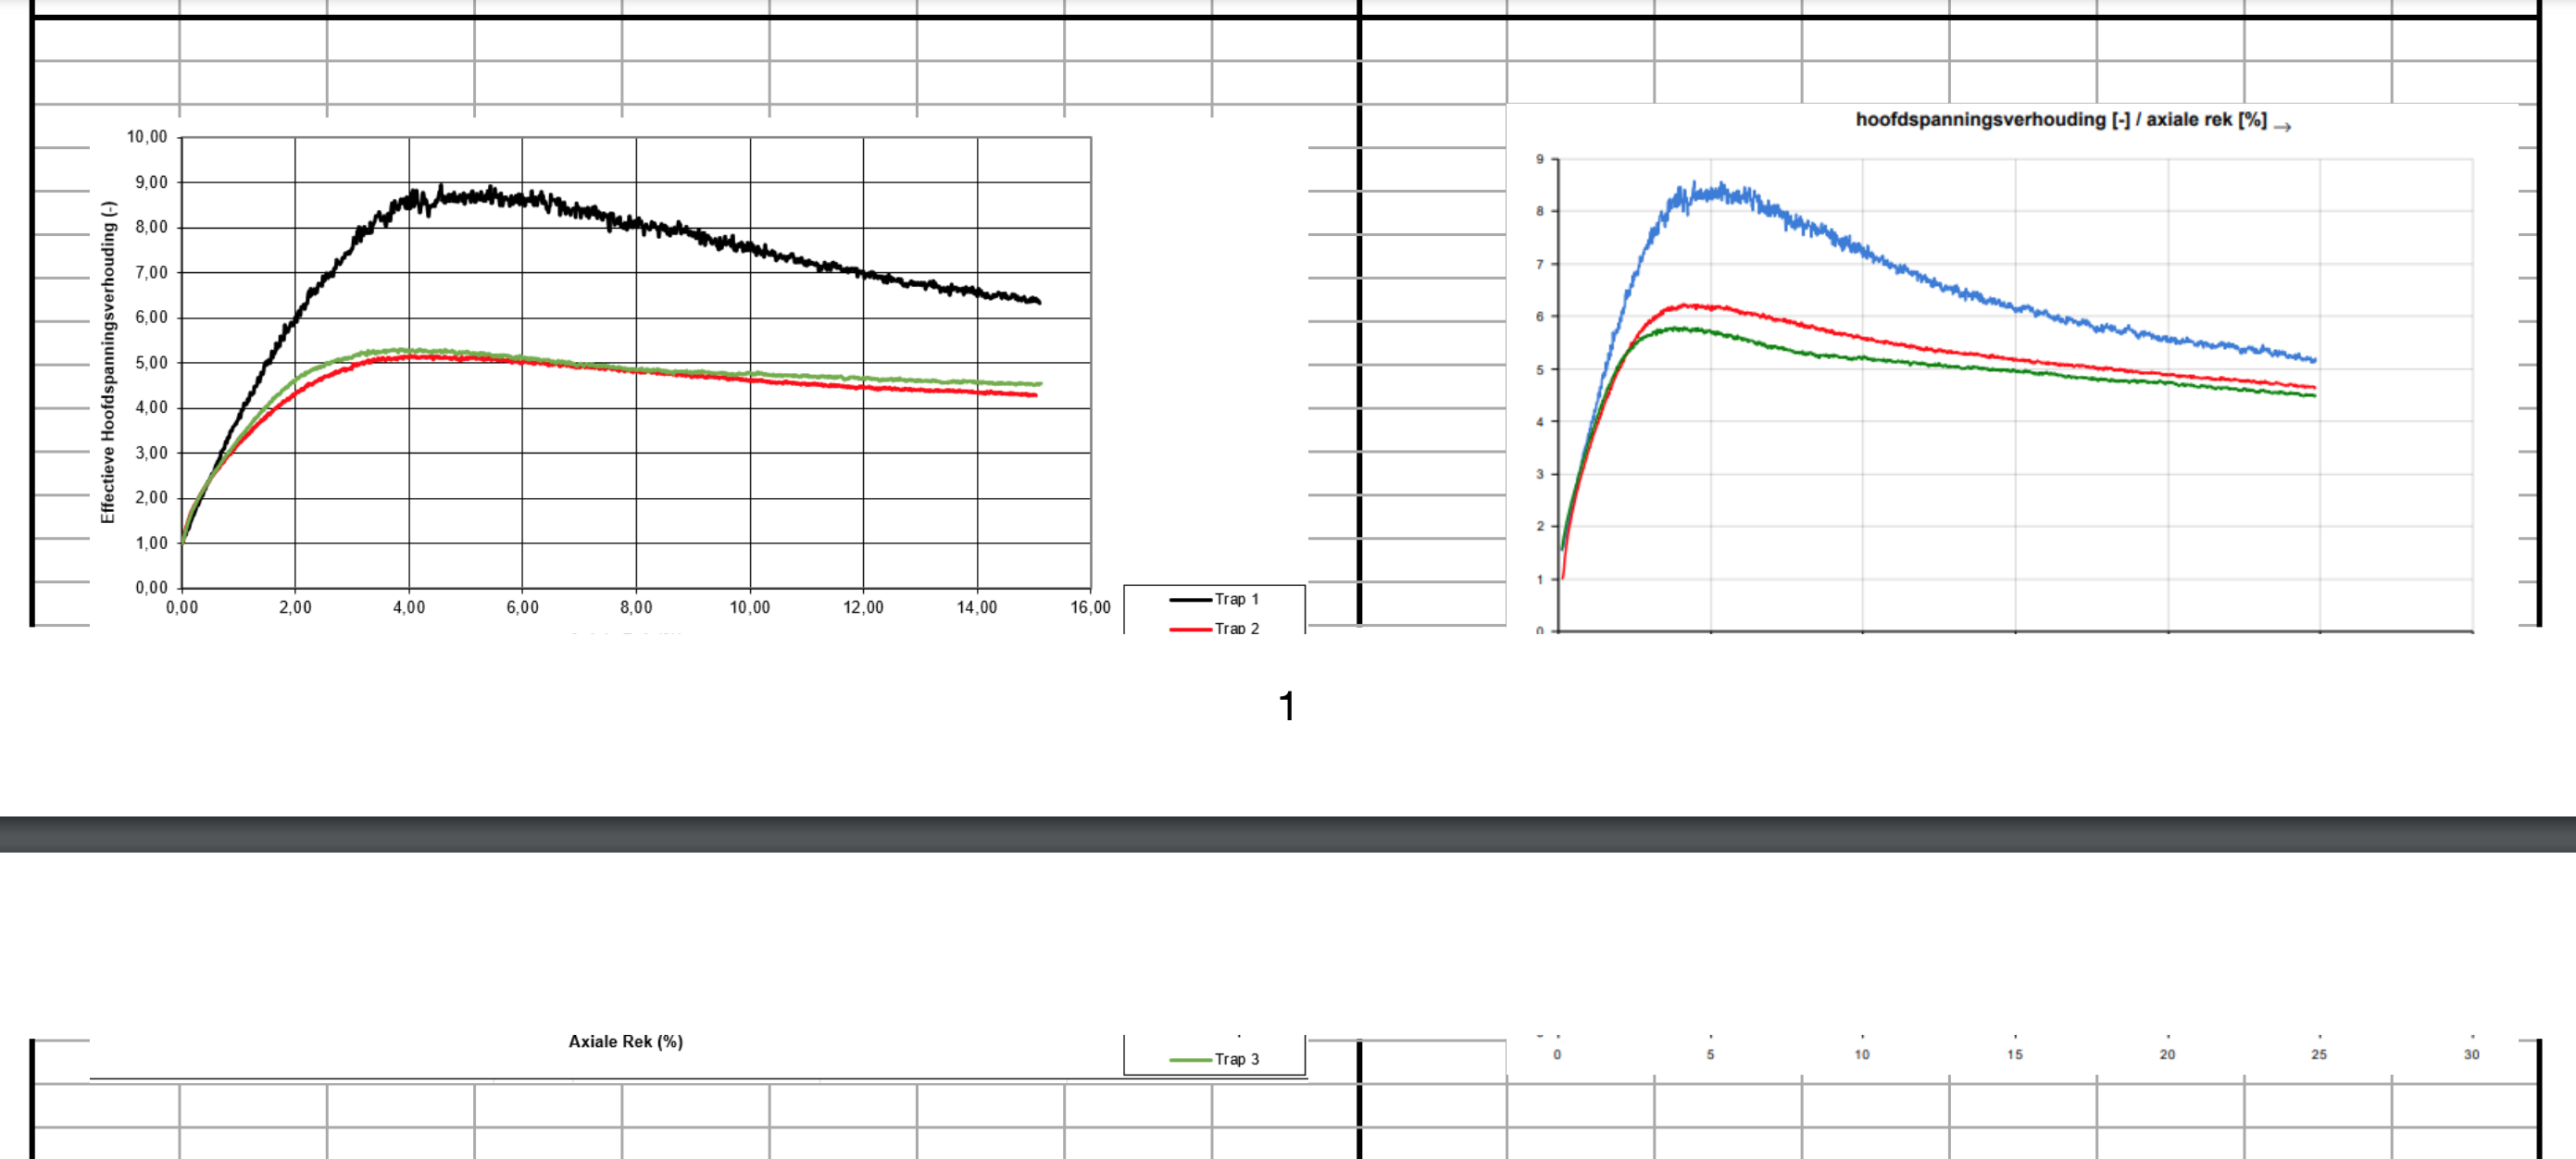 hoofdspanningsverhouding [-] / axiale rek [%] →
Effectieve Hoofdspanningsverhouding (-)
10,00
9,00
8,00
7,00
6,00
5,00
4,00
3,00
2,00
1,00
0,00
0,00 2,00 4,00 6,00 8,00 10,00 12,00 14,00 16,00
Trap 1
Trap 2
9
8
7
6
5
4
3
2
1
0
1
Axiale Rek (%)
Trap 3
0 5 10 15 20 25 30